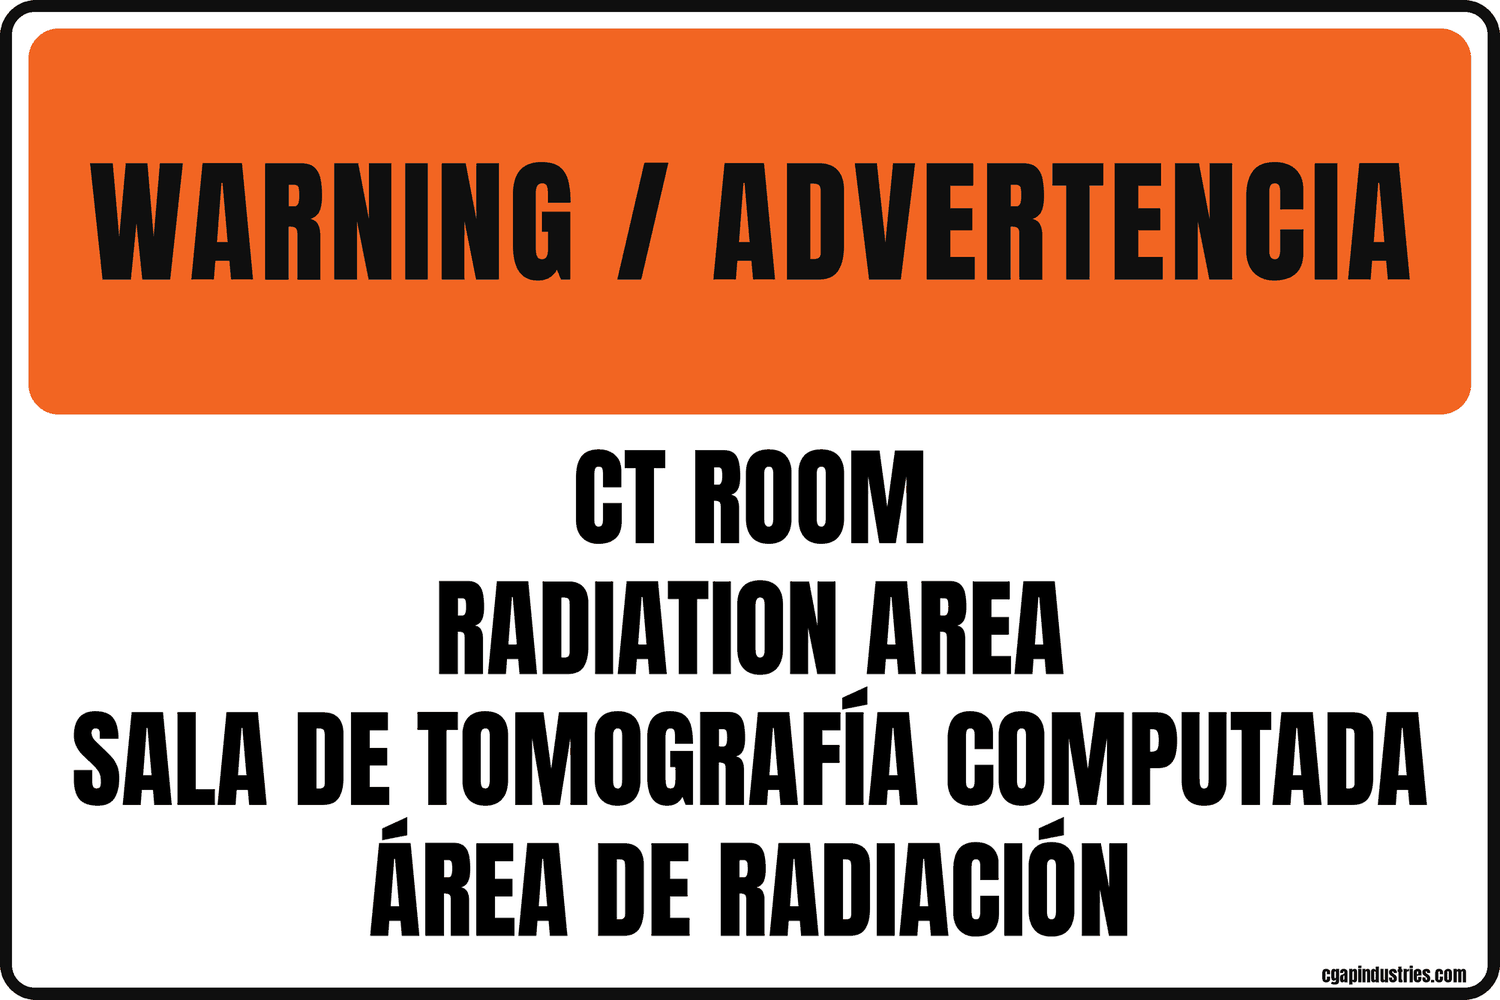 WARNING / ADVERTENCIA
CT ROOM
RADIATION AREA
SALA DE TOMOGRAFÍA COMPUTADA
ÁREA DE RADIACIÓN
cgapindustries.com